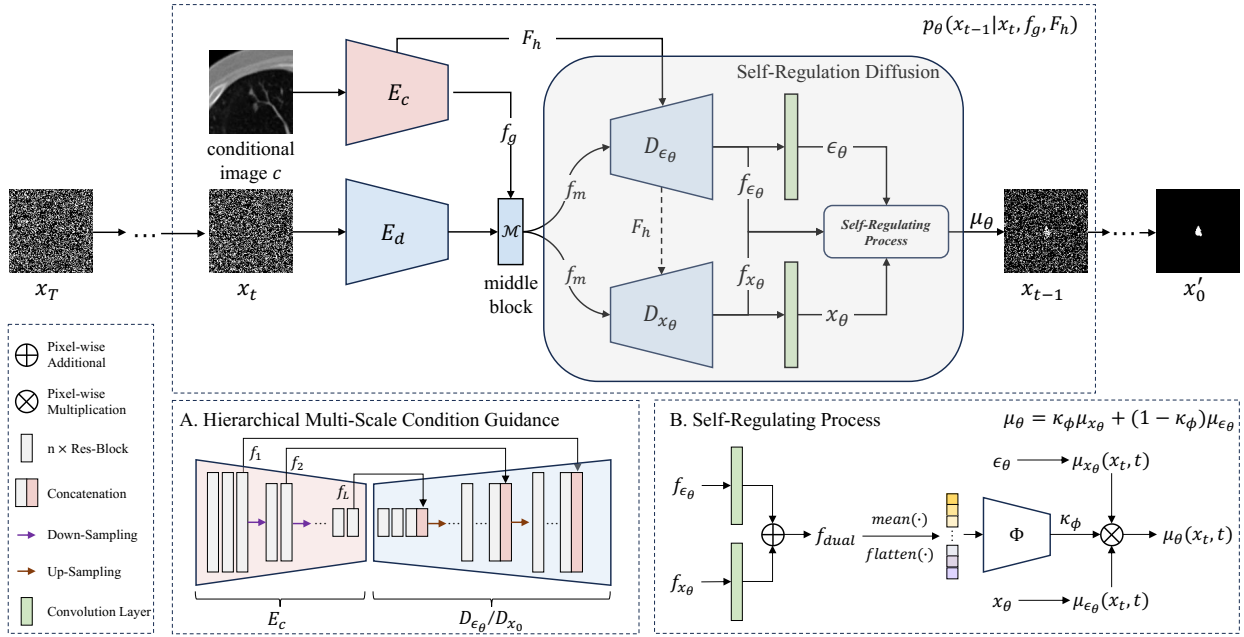 p_θ(x_{t−1}|x_t, f_g, F_h)
F_h
Self-Regulation Diffusion
E_c
D_{ϵ_θ}
ϵ_θ
f_g
conditional
image c
f_m
f_{ϵ_θ}
E_d
ℳ
F_h
Self-Regulating
Process
μ_θ
f_m
f_{x_θ}
middle
block
D_{x_θ}
x_θ
x_T
x_t
x_{t−1}
x_0′
...
...
Pixel-wise
Additional
Pixel-wise
Multiplication
n × Res-Block
Concatenation
Down-Sampling
Up-Sampling
Convolution Layer
A. Hierarchical Multi-Scale Condition Guidance
f_1
f_2
f_L
...
...
E_c
D_{ϵ_θ}/D_{x_0}
B. Self-Regulating Process
μ_θ = κ_ϕμ_{x_θ} + (1 − κ_ϕ)μ_{ϵ_θ}
ϵ_θ
μ_{x_θ}(x_t, t)
f_{ϵ_θ}
f_{dual}
mean(·)
flatten(·)
Φ
κ_ϕ
μ_θ(x_t, t)
f_{x_θ}
x_θ
μ_{ϵ_θ}(x_t, t)